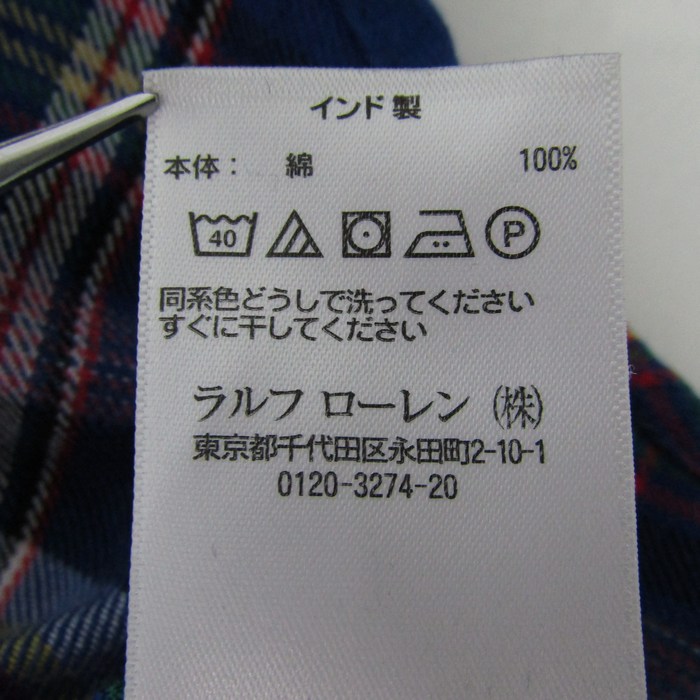 インド製
本体： 綿 100%
40 P
同系色どうしで洗ってください
すぐに干してください
ラルフ ローレン（株）
東京都千代田区永田町2-10-1
0120-3274-20